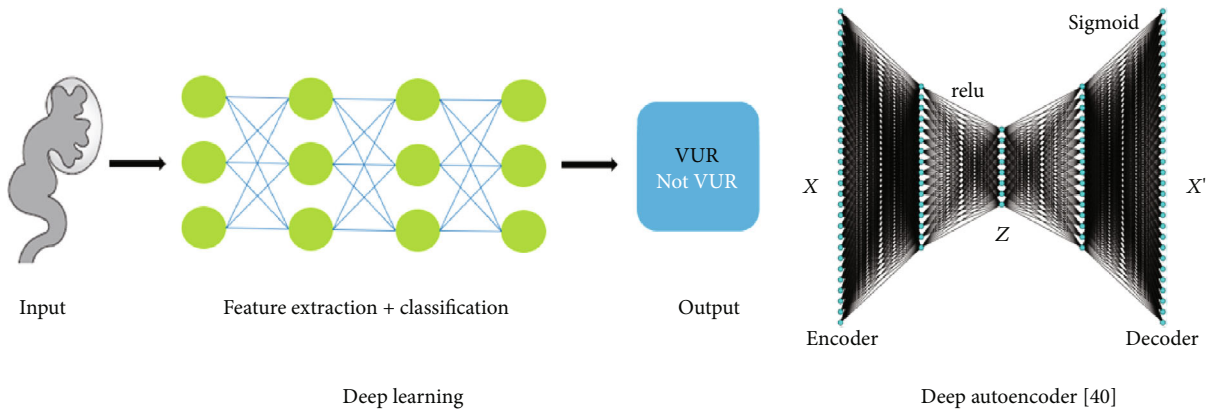 VUR
Not VUR
Input
Feature extraction + classification
Output
Deep learning
Sigmoid
relu
X
X'
Z
Encoder
Decoder
Deep autoencoder [40]